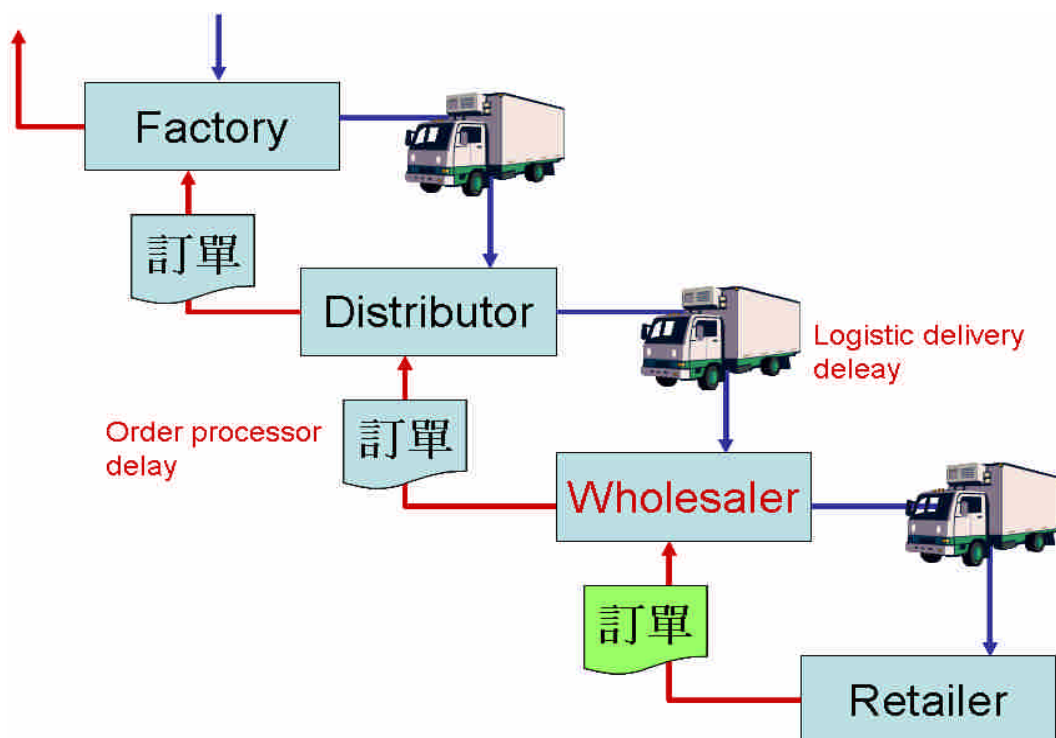 Factory
訂單
Distributor
Logistic delivery
deleay
Order processor
delay
訂單
Wholesaler
訂單
Retailer